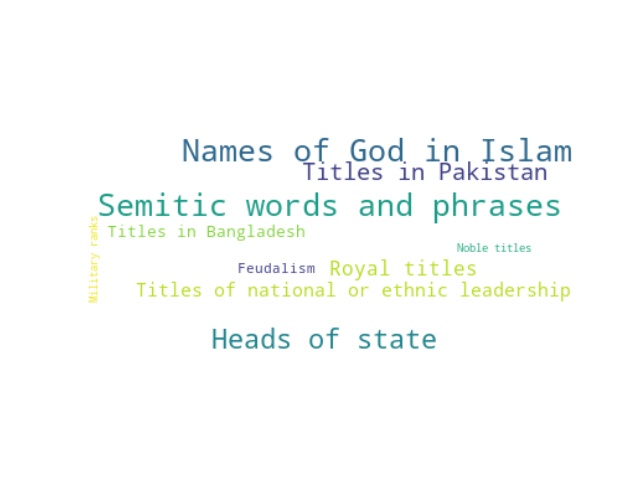 Names of God in Islam
Titles in Pakistan
Semitic words and phrases
Titles in Bangladesh
Military ranks
Noble titles
Feudalism
Royal titles
Titles of national or ethnic leadership
Heads of state